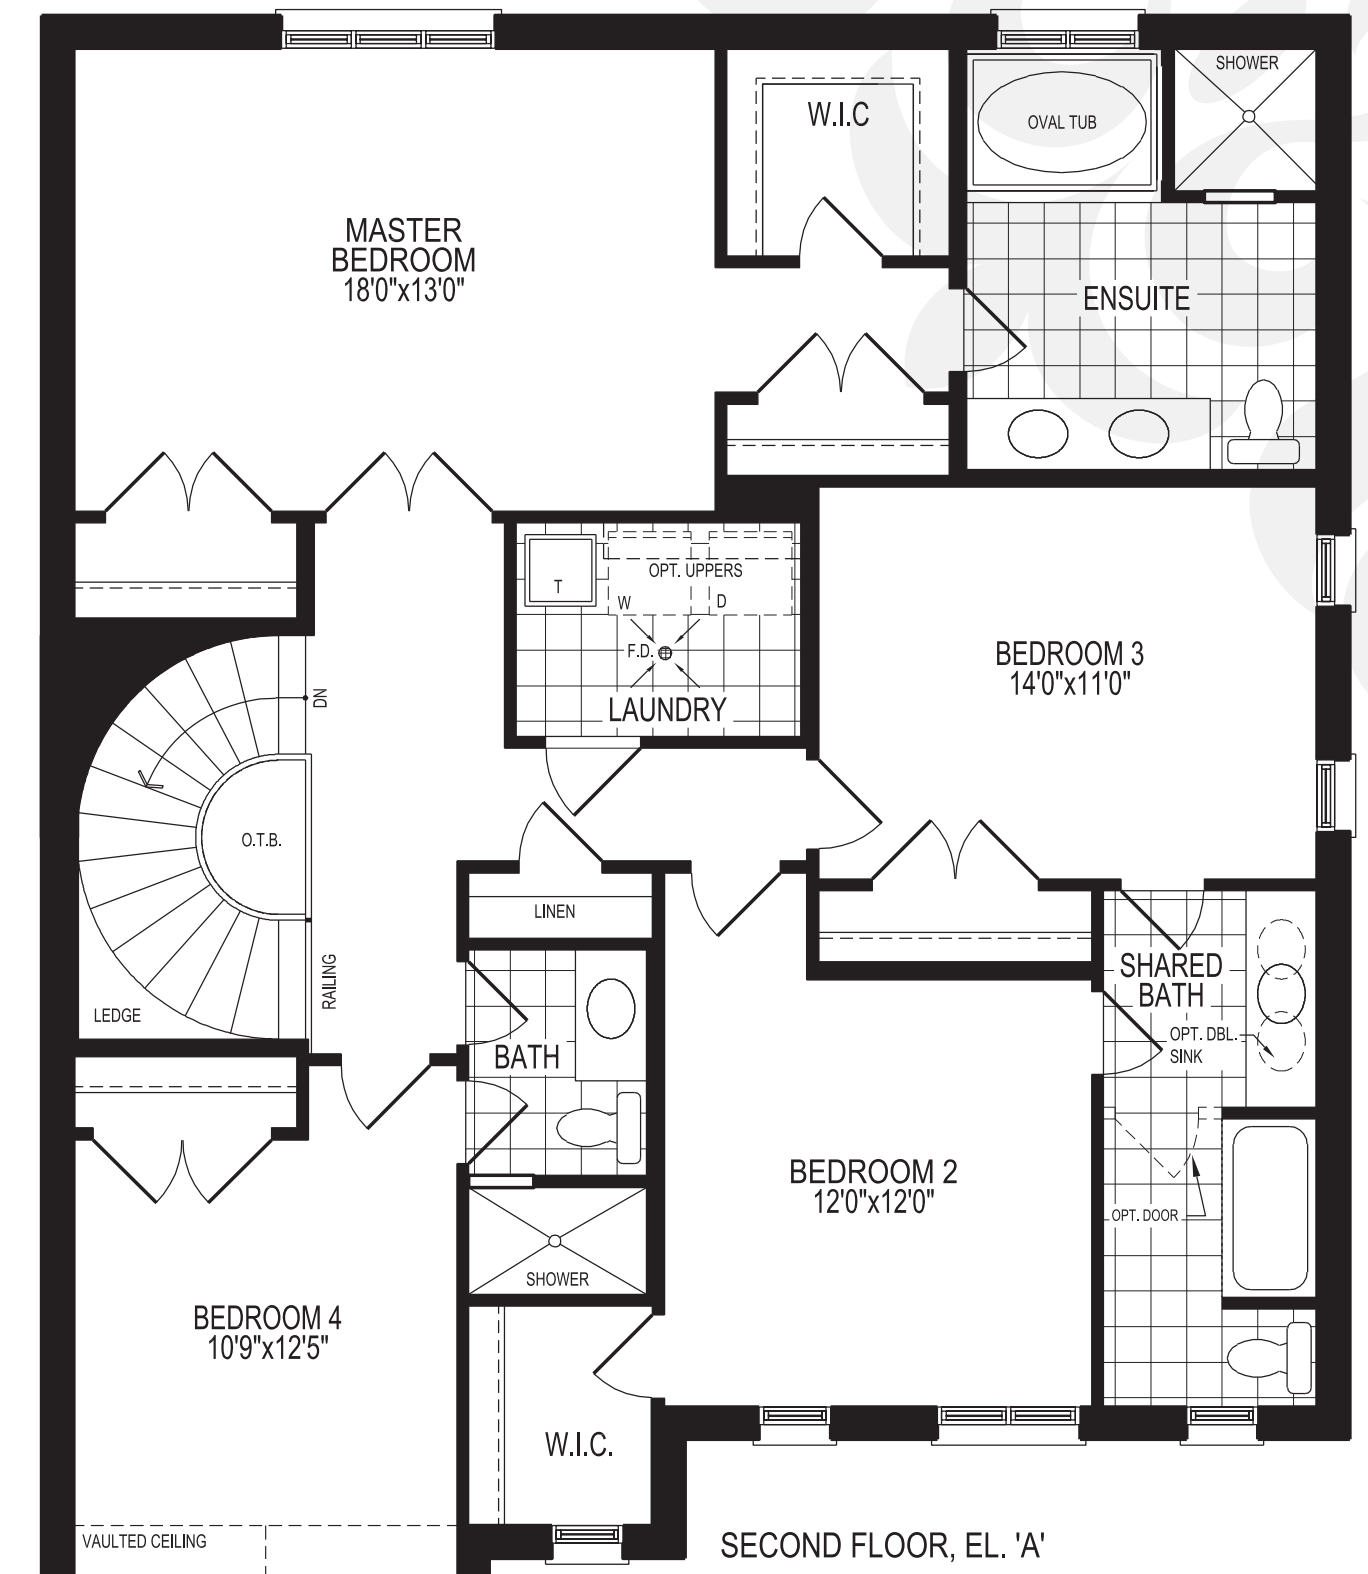 SHOWER
W.I.C
OVAL TUB
MASTER
BEDROOM
18'0"x13'0"
ENSUITE
OPT. UPPERS
T
W
D
F.D.
LAUNDRY
BEDROOM 3
14'0"x11'0"
DN
O.T.B.
LINEN
RAILING
LEDGE
SHARED
BATH
OPT. DBL.
SINK
BATH
BEDROOM 2
12'0"x12'0"
OPT. DOOR
SHOWER
BEDROOM 4
10'9"x12'5"
W.I.C.
VAULTED CEILING
SECOND FLOOR, EL. 'A'